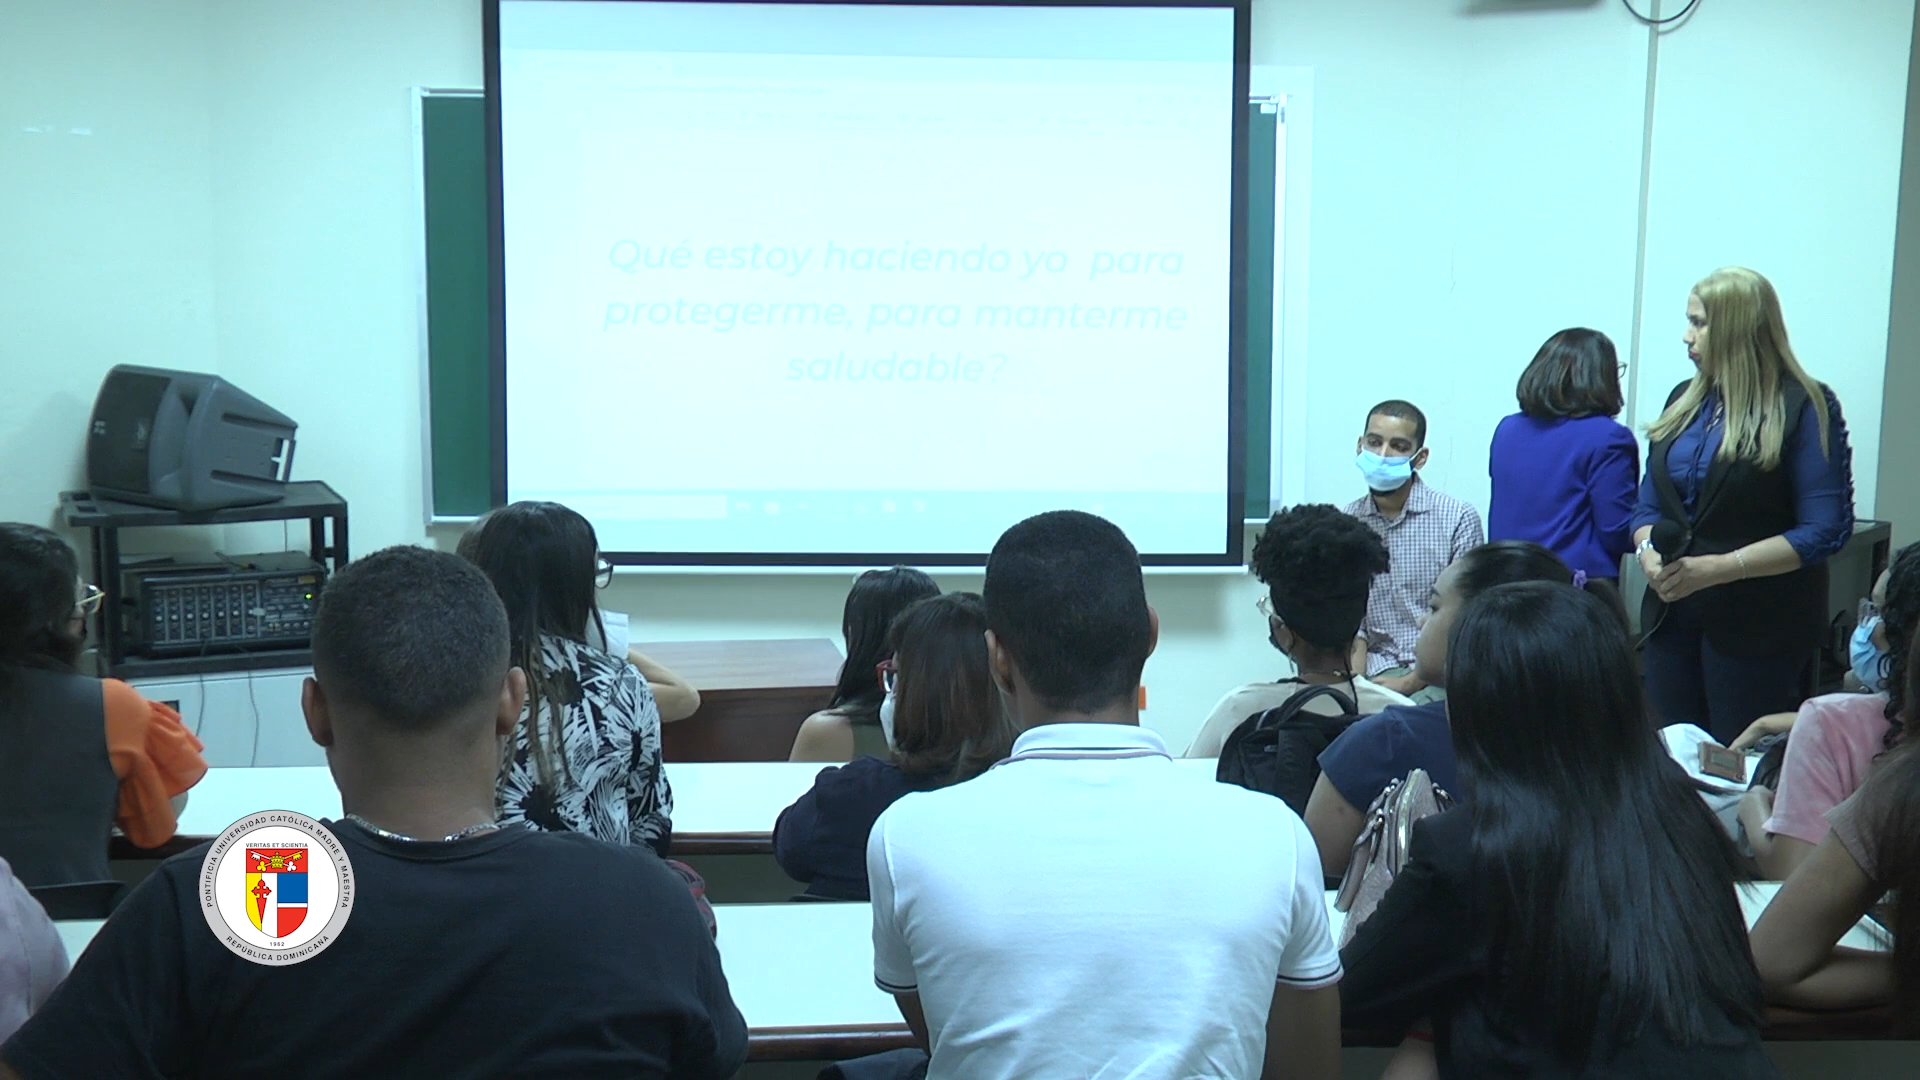 Qué estoy haciendo yo para
protegerme, para manterme
saludable?
PONTIFICIA UNIVERSIDAD CATÓLICA MADRE Y MAESTRA
VERITAS ET SCIENTIA
1962
REPÚBLICA DOMINICANA